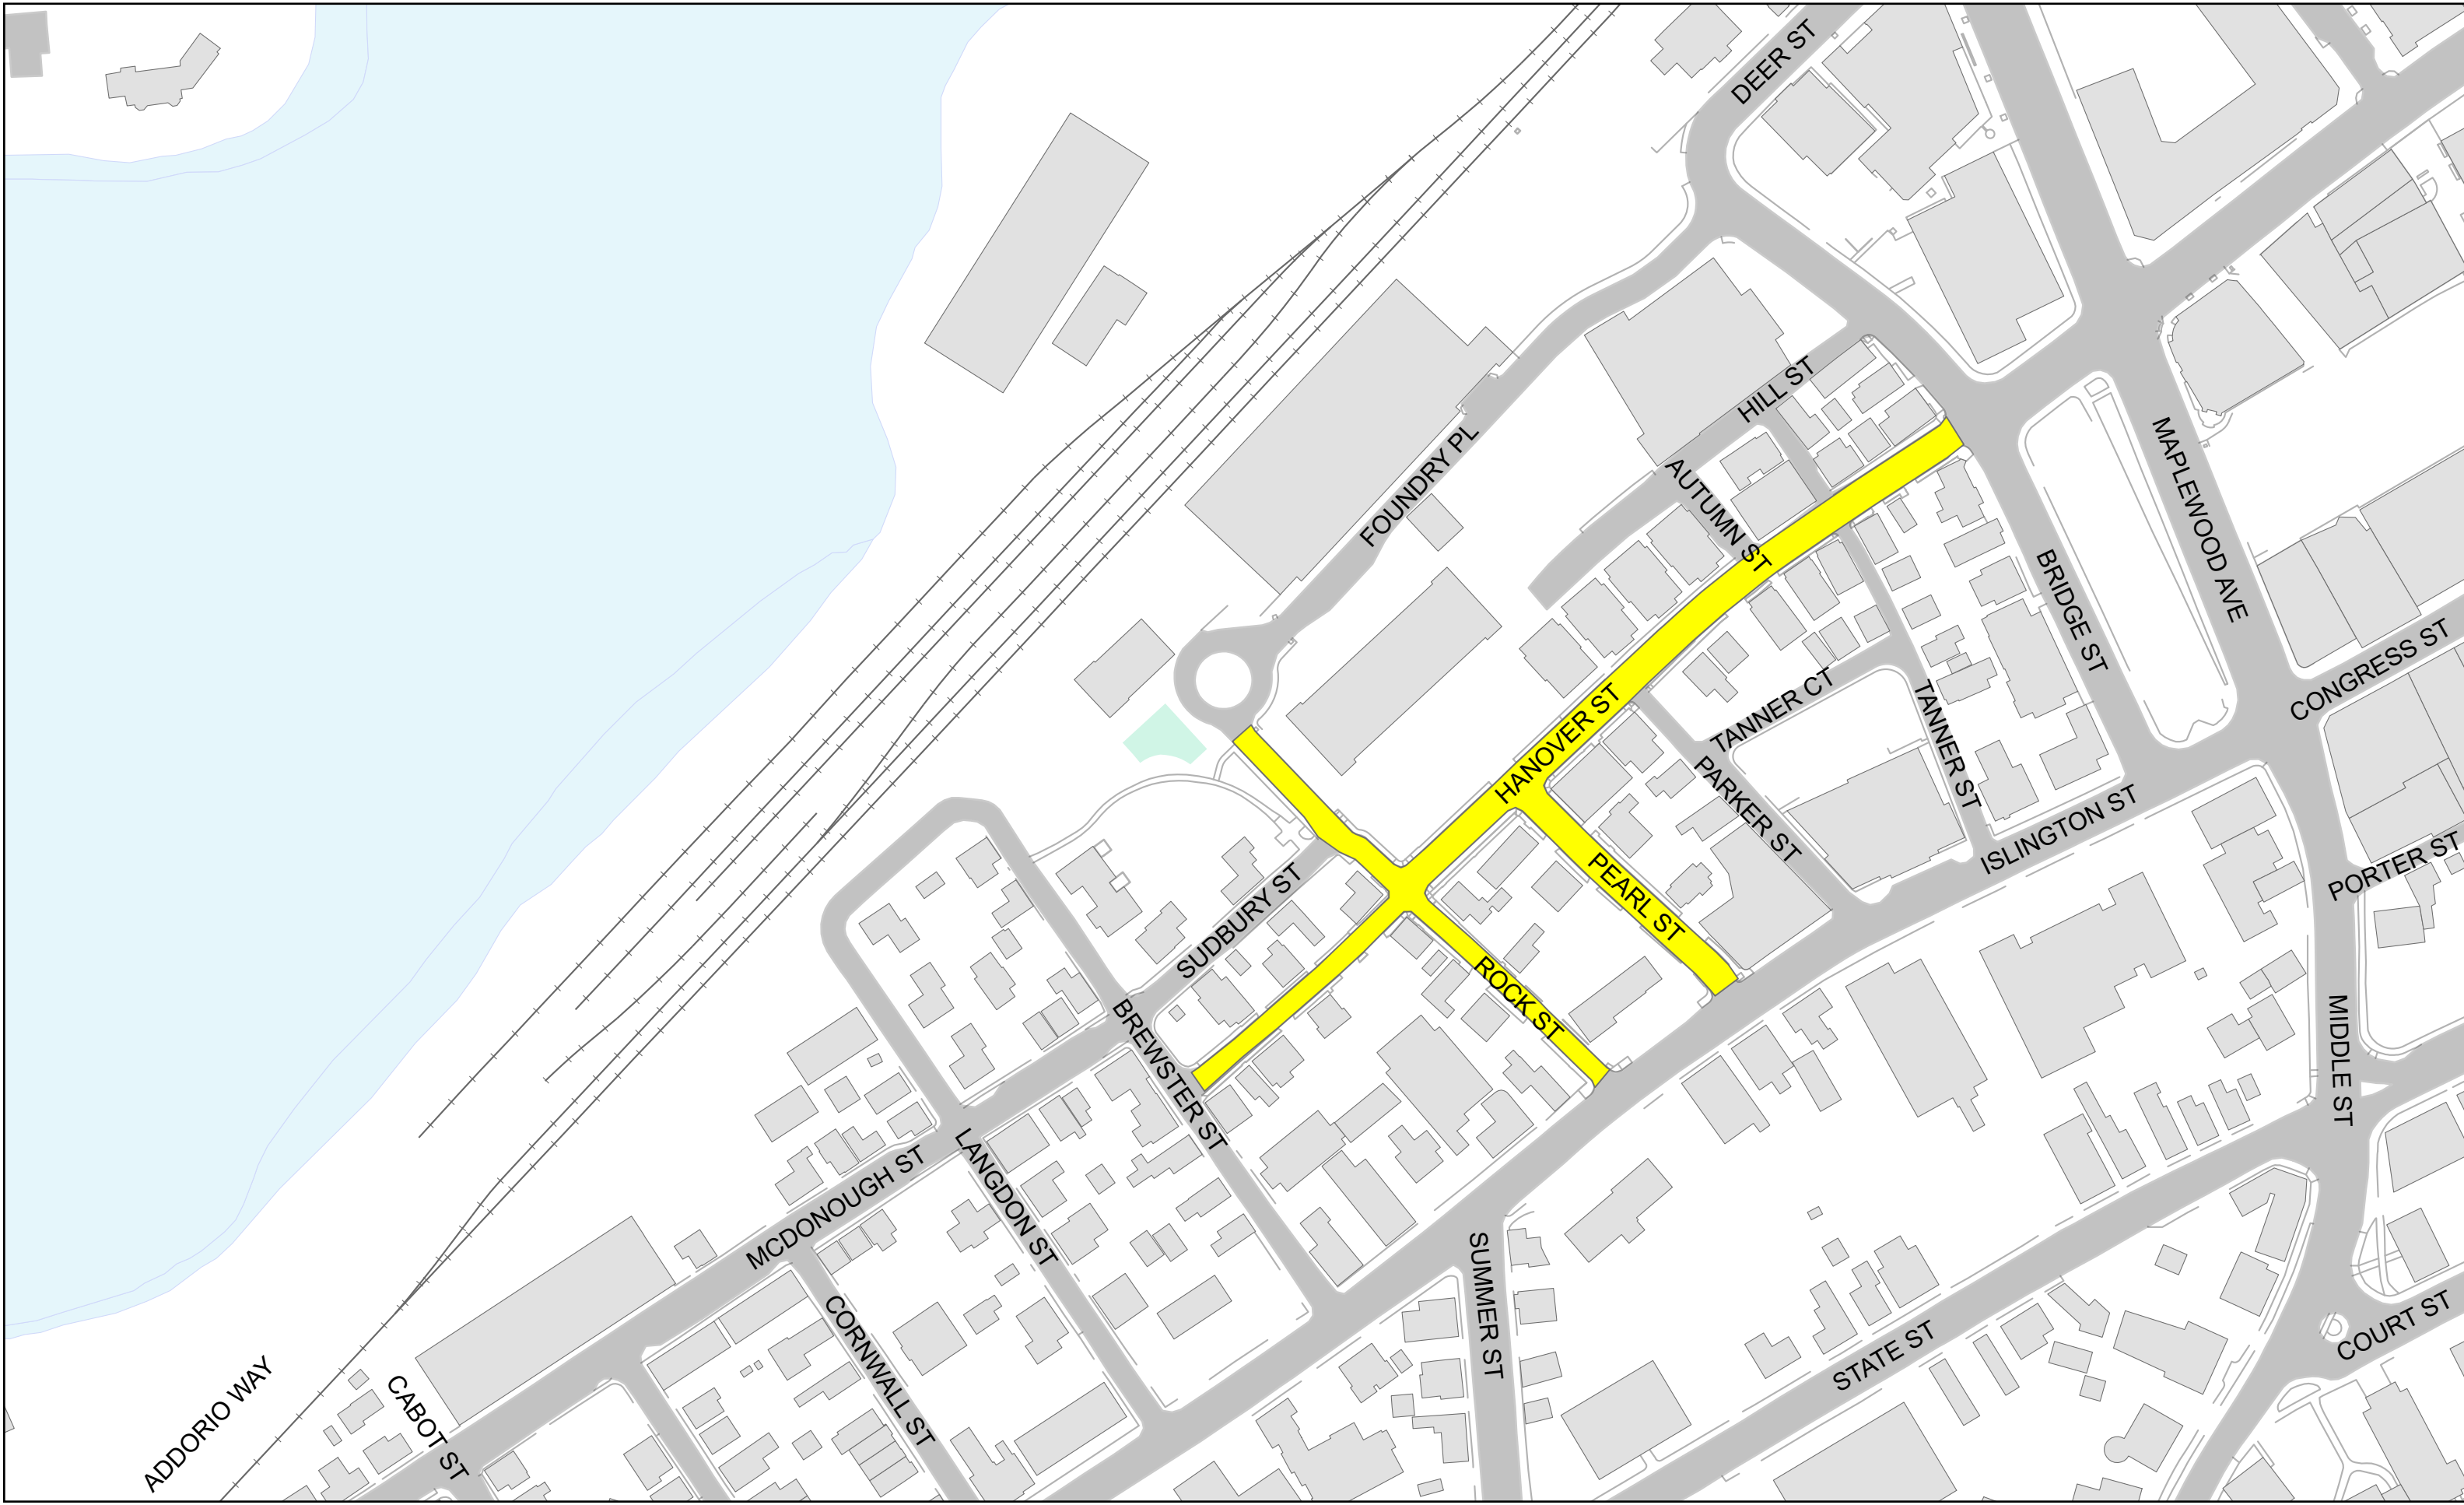 DEER ST
HILL ST
FOUNDRY PL
AUTUMN ST
MAPLEWOOD AVE
BRIDGE ST
CONGRESS ST
HANOVER ST
TANNER CT
TANNER ST
PARKER ST
ISLINGTON ST
PORTER ST
PEARL ST
SUDBURY ST
ROCK ST
BREWSTER ST
MIDDLE ST
LANGDON ST
MCDONOUGH ST
SUMMER ST
CORNWALL ST
STATE ST
COURT ST
ADDORIO WAY
CABOT ST